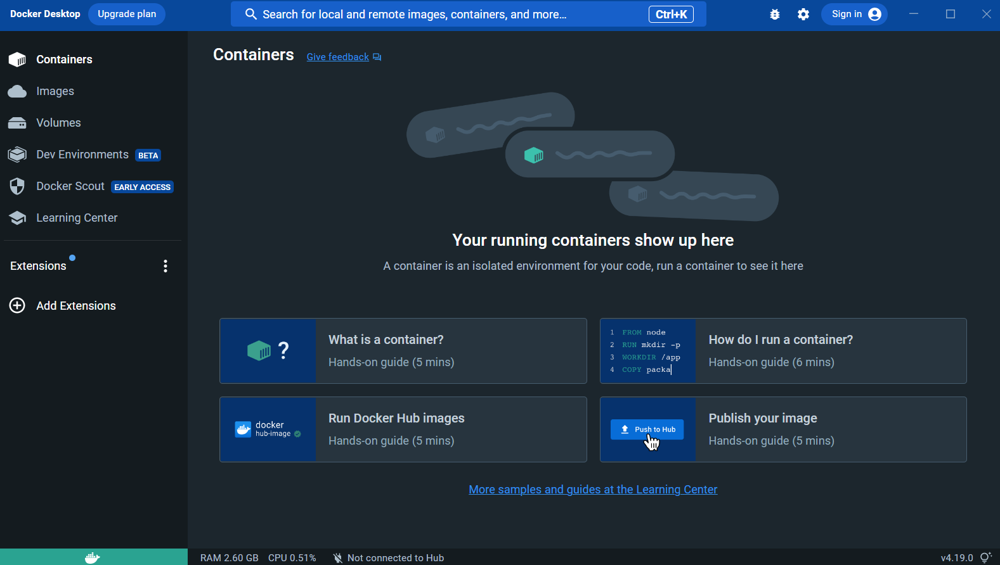 Docker Desktop Upgrade plan Search for local and remote images, containers, and more... Ctrl+K Sign in
Containers
Images
Volumes
Dev Environments BETA
Docker Scout EARLY ACCESS
Learning Center
Extensions
Add Extensions
Containers Give feedback
Your running containers show up here
A container is an isolated environment for your code, run a container to see it here
?
What is a container?
Hands-on guide (5 mins)
1 FROM node
2 RUN mkdir -p
3 WORKDIR /app
4 COPY packa
How do I run a container?
Hands-on guide (6 mins)
docker
hub-image
Run Docker Hub images
Hands-on guide (5 mins)
Push to Hub
Publish your image
Hands-on guide (5 mins)
More samples and guides at the Learning Center
RAM 2.60 GB CPU 0.51% Not connected to Hub v4.19.0